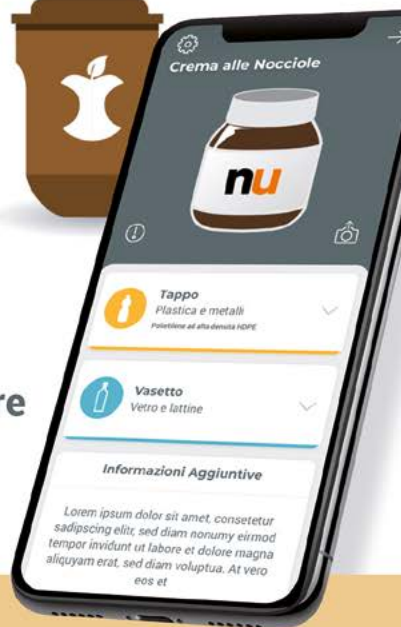 Crema alle Nocciole
nu
Tappo
Plastica e metalli
Polietilene ad alta densità HDPE
Vasetto
Vetro e lattine
re
Informazioni Aggiuntive
Lorem ipsum dolor sit amet, consetetur
sadipscing elitr, sed diam nonumy eirmod
tempor invidunt ut labore et dolore magna
aliquyam erat, sed diam voluptua. At vero
eos et